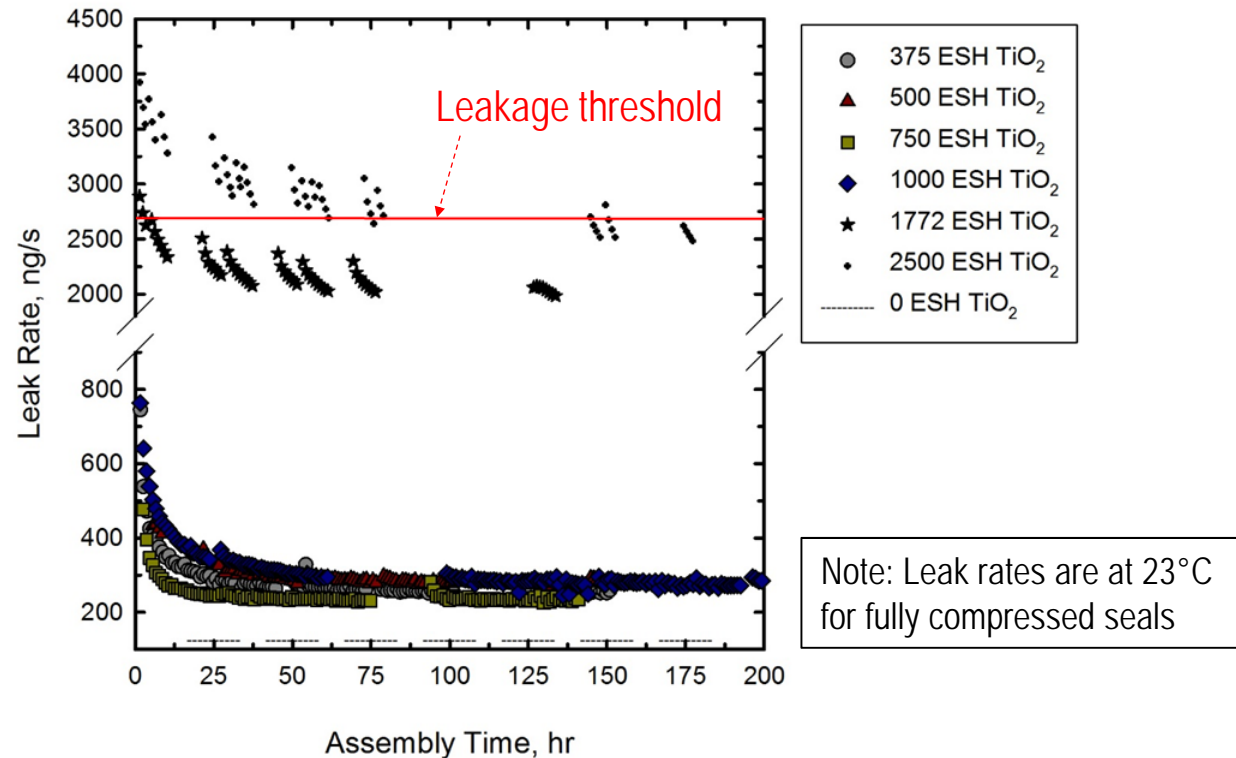 4500
4000
3500
3000
2500
2000
800
600
400
200
Leak Rate, ng/s
Leakage threshold
0 25 50 75 100 125 150 175 200
Assembly Time, hr
375 ESH TiO₂
500 ESH TiO₂
750 ESH TiO₂
1000 ESH TiO₂
1772 ESH TiO₂
2500 ESH TiO₂
0 ESH TiO₂
Note: Leak rates are at 23°C
for fully compressed seals